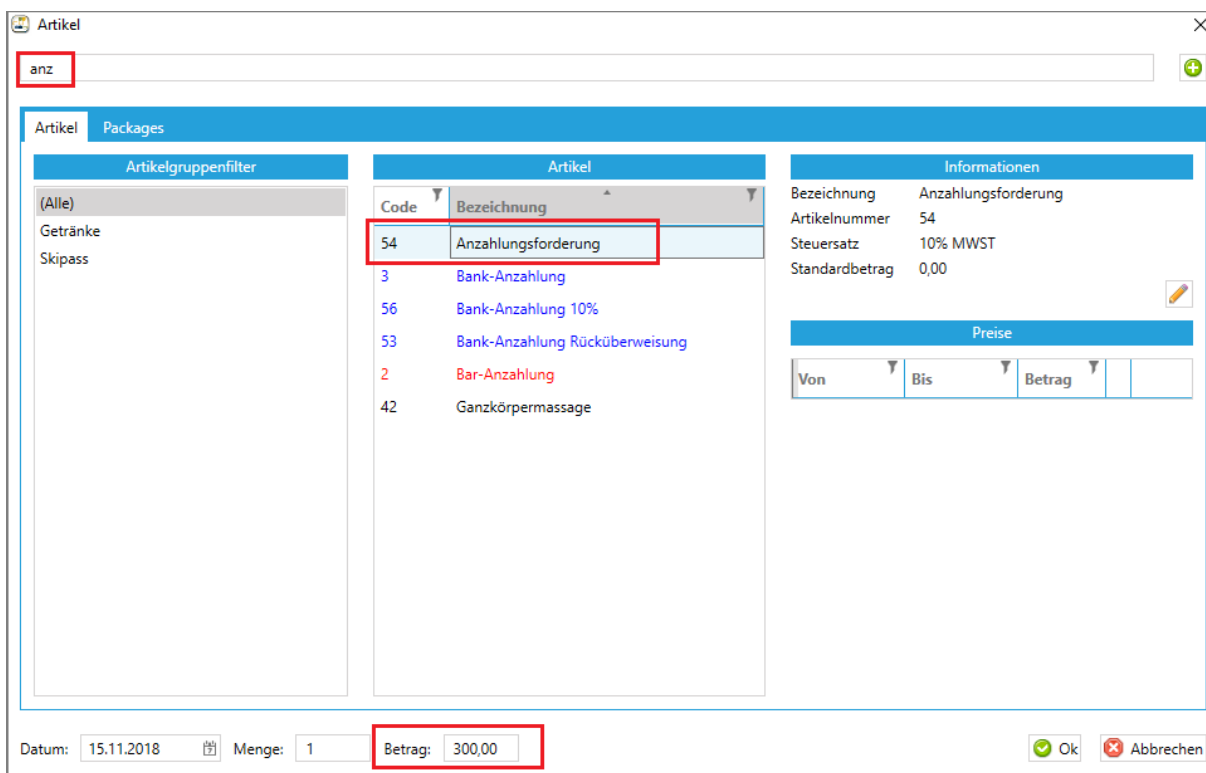 Artikel
anz
Artikel Packages
Artikelgruppenfilter
(Alle)
Getränke
Skipass
Artikel
Code Bezeichnung
54 Anzahlungsforderung
3 Bank-Anzahlung
56 Bank-Anzahlung 10%
53 Bank-Anzahlung Rücküberweisung
2 Bar-Anzahlung
42 Ganzkörpermassage
Informationen
Bezeichnung Anzahlungsforderung
Artikelnummer 54
Steuersatz 10% MWST
Standardbetrag 0,00
Preise
Von Bis Betrag
Datum: 15.11.2018 Menge: 1 Betrag: 300,00 Ok Abbrechen